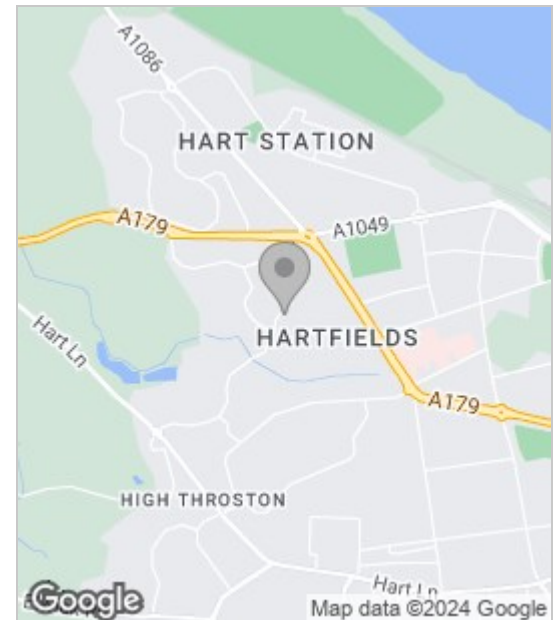 A1086
HART STATION
A179
A1049
Hart Ln
HARTFIELDS
A179
HIGH THROSTON
Hart Ln
Google
Map data ©2024 Google